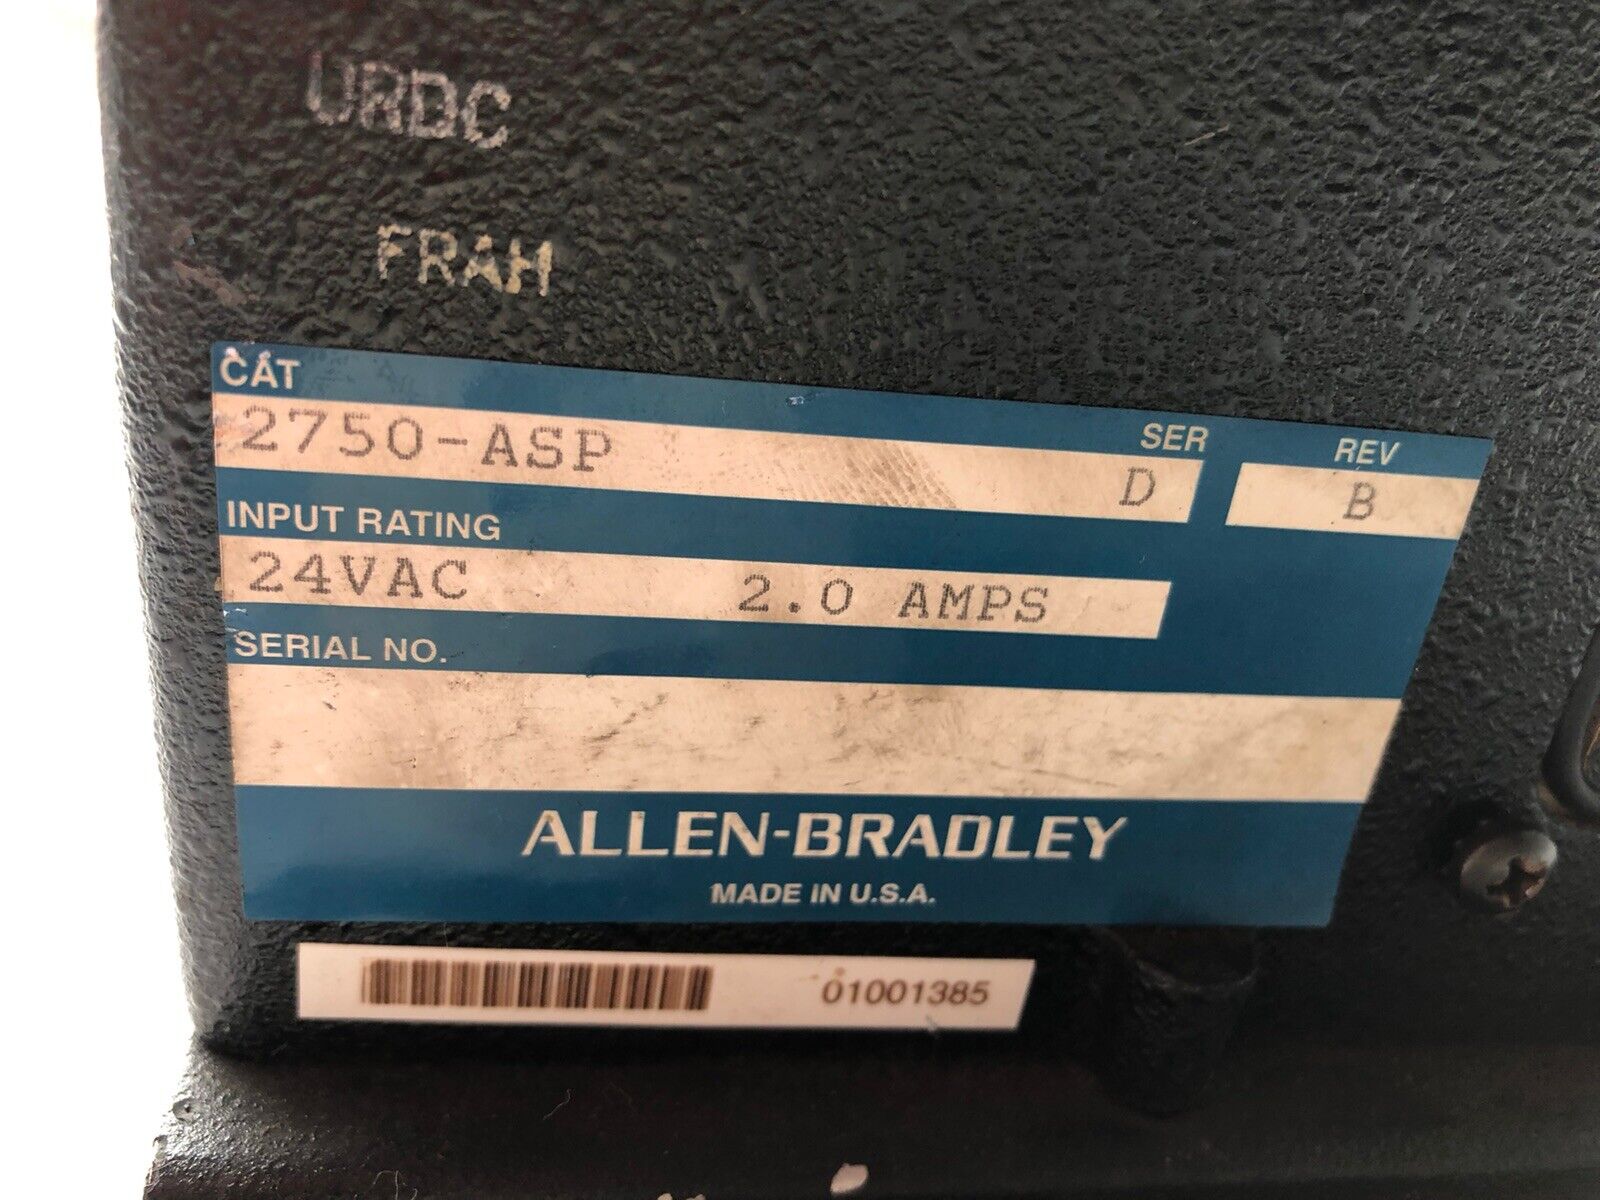 URDC
FRAH
CAT
2750-ASP
SER
D
REV
B
INPUT RATING
24VAC 2.0 AMPS
SERIAL NO.
ALLEN-BRADLEY
MADE IN U.S.A.
01001385